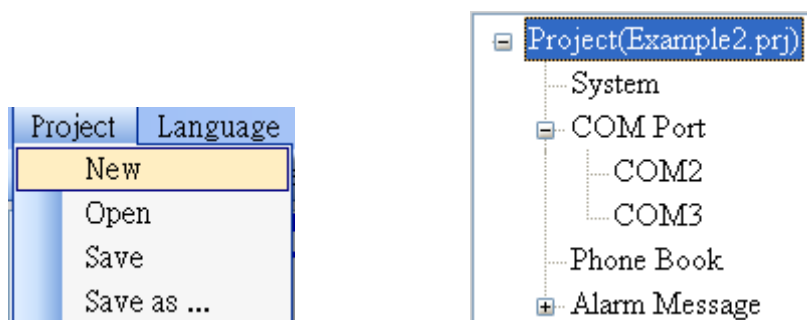 Project Language
New
Open
Save
Save as ...
Project(Example2.prj)
System
COM Port
COM2
COM3
Phone Book
Alarm Message